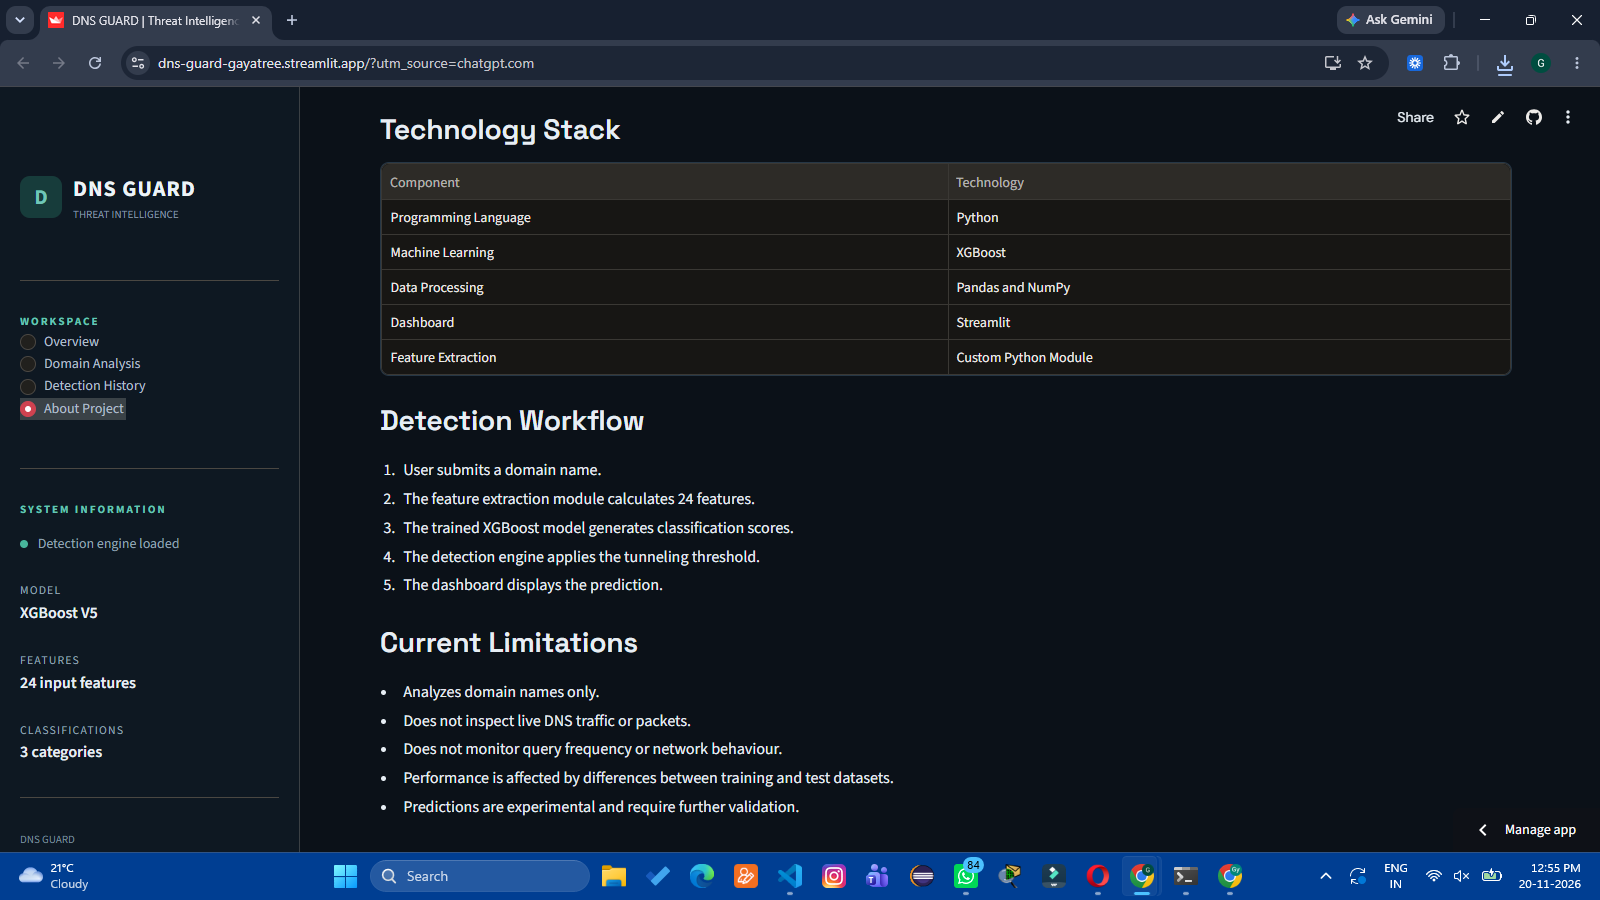 DNS GUARD | Threat Intelligenc
Ask Gemini
dns-guard-gayatree.streamlit.app/?utm_source=chatgpt.com
G
Share
D
DNS GUARD
THREAT INTELLIGENCE
WORKSPACE
Overview
Domain Analysis
Detection History
About Project
SYSTEM INFORMATION
Detection engine loaded
MODEL
XGBoost V5
FEATURES
24 input features
CLASSIFICATIONS
3 categories
DNS GUARD
Technology Stack
Component Technology
Programming Language Python
Machine Learning XGBoost
Data Processing Pandas and NumPy
Dashboard Streamlit
Feature Extraction Custom Python Module
Detection Workflow
1. User submits a domain name.
2. The feature extraction module calculates 24 features.
3. The trained XGBoost model generates classification scores.
4. The detection engine applies the tunneling threshold.
5. The dashboard displays the prediction.
Current Limitations
• Analyzes domain names only.
• Does not inspect live DNS traffic or packets.
• Does not monitor query frequency or network behaviour.
• Performance is affected by differences between training and test datasets.
• Predictions are experimental and require further validation.
Manage app
21°C
Cloudy
Search
84
ENG
IN
12:55 PM
20-11-2026